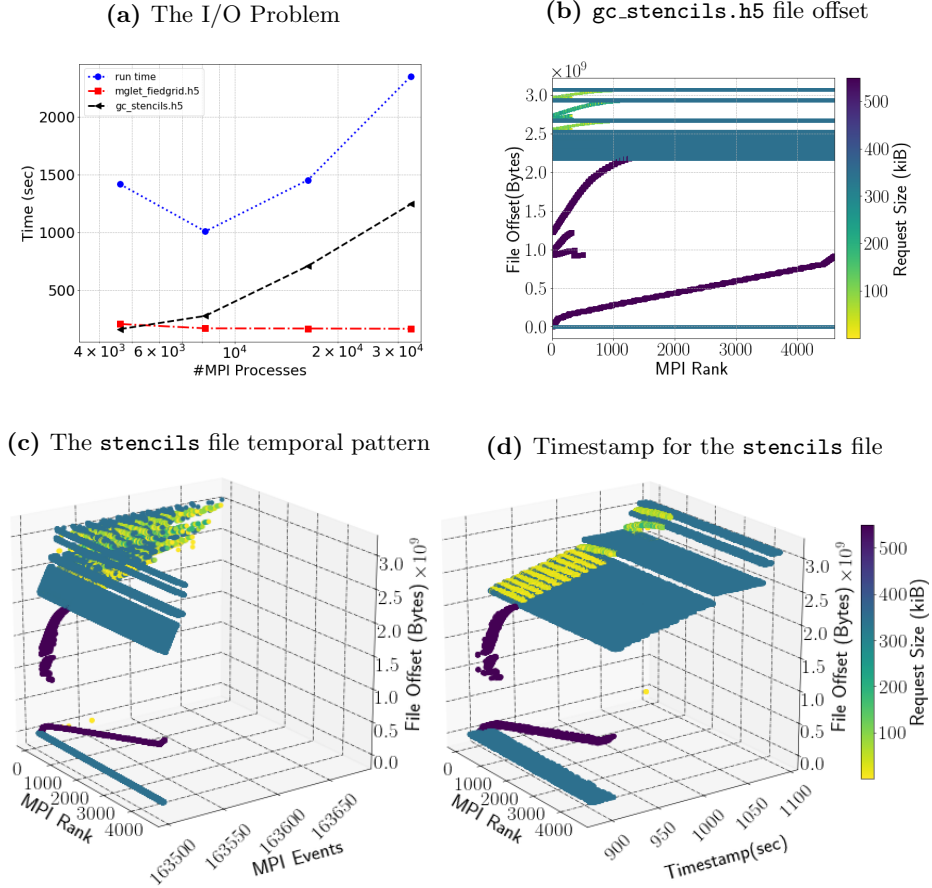 (a) The I/O Problem
run time
mglet_fiedgrid.h5
gc_stencils.h5
Time (sec)
2000
1500
1000
500
4 × 10³
6 × 10³
10⁴
2 × 10⁴
3 × 10⁴
#MPI Processes
(b) gc_stencils.h5 file offset
×10⁹
File Offset(Bytes)
3.0
2.5
2.0
1.5
1.0
0.5
0.0
0
1000
2000
3000
4000
MPI Rank
500
400
300
200
100
Request Size (kiB)
(c) The stencils file temporal pattern
0
1000
2000
3000
4000
MPI Rank
163500
163550
163600
163650
MPI Events
3.0
2.5
2.0
1.5
1.0
0.5
0.0
File Offset (Bytes) ×10⁹
(d) Timestamp for the stencils file
0
1000
2000
3000
4000
MPI Rank
900
950
1000
1050
1100
Timestamp(sec)
3.0
2.5
2.0
1.5
1.0
0.5
0.0
File Offset (Bytes) ×10⁹
500
400
300
200
100
Request Size (kiB)